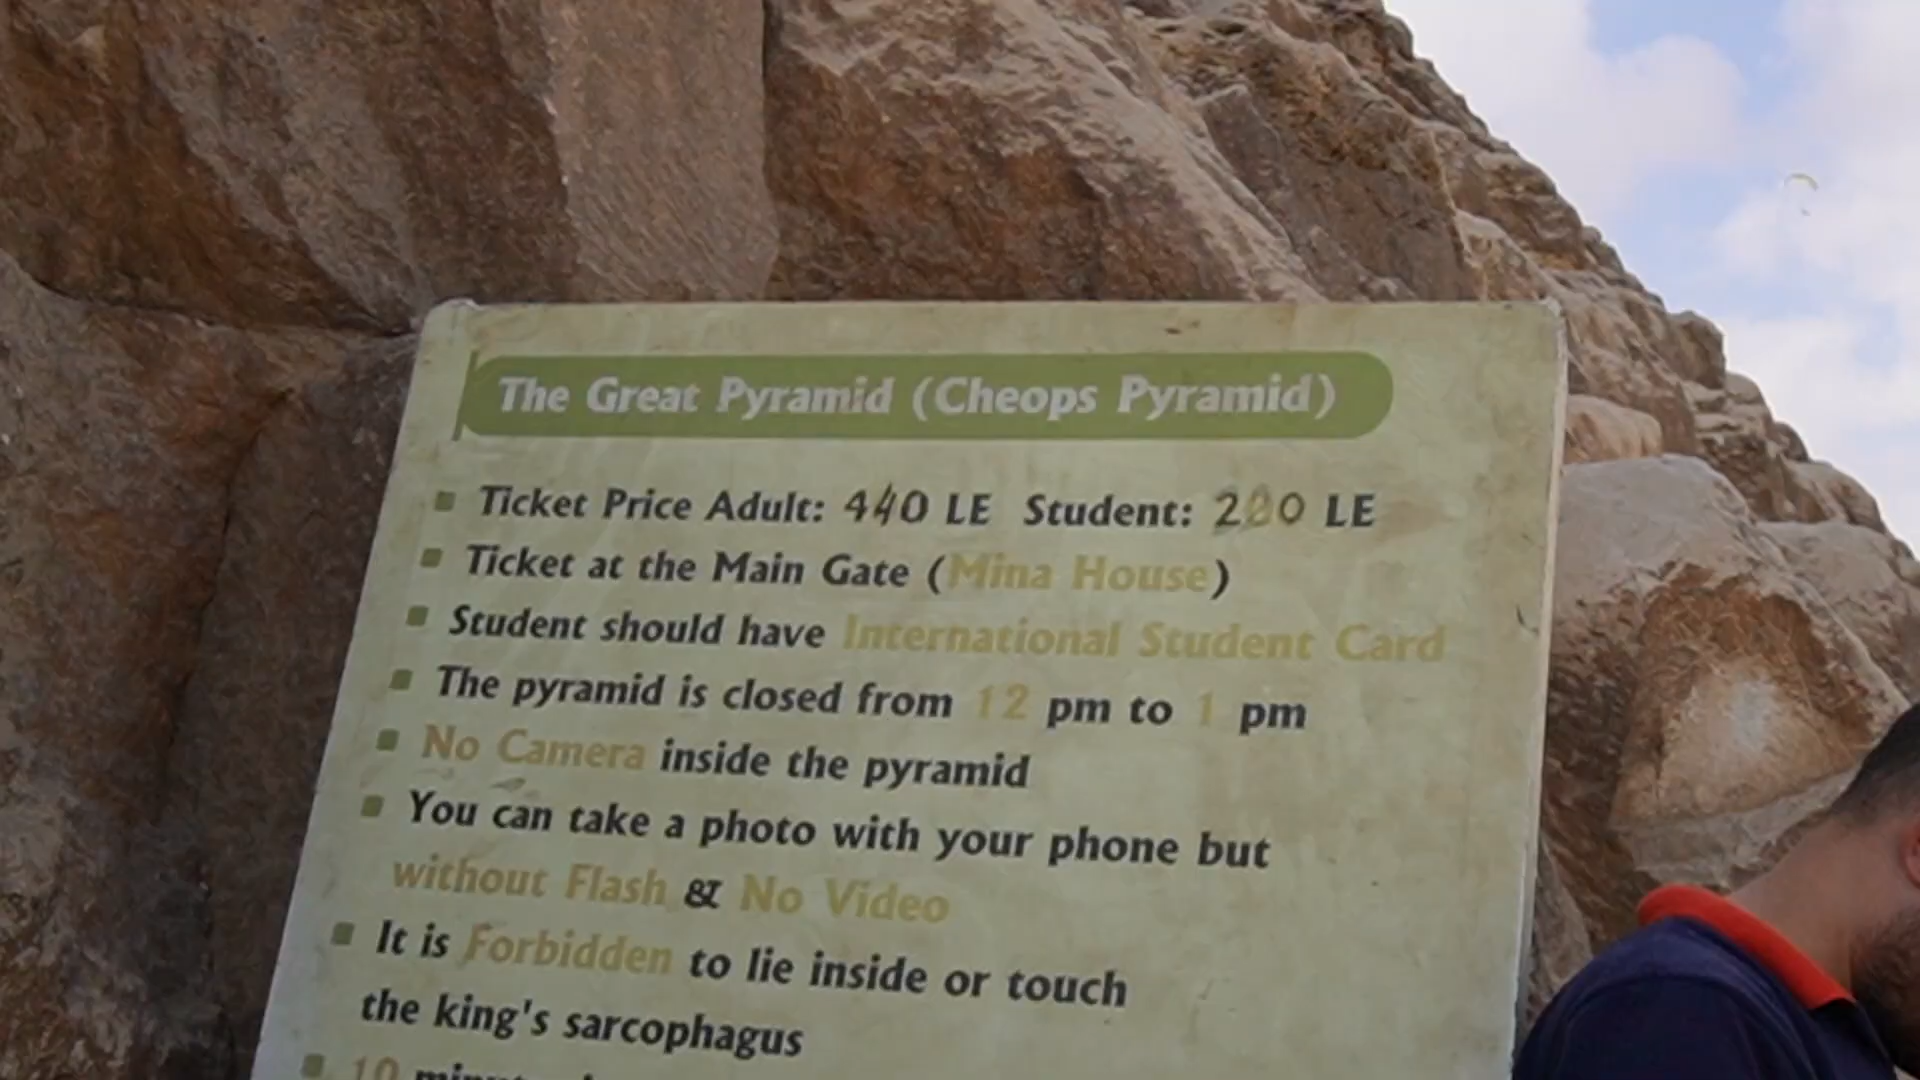 The Great Pyramid (Cheops Pyramid)
Ticket Price Adult: 440 LE Student: 220 LE
Ticket at the Main Gate (Mina House)
Student should have International Student Card
The pyramid is closed from 12 pm to 1 pm
No Camera inside the pyramid
You can take a photo with your phone but
without Flash & No Video
It is Forbidden to lie inside or touch
the king's sarcophagus
10